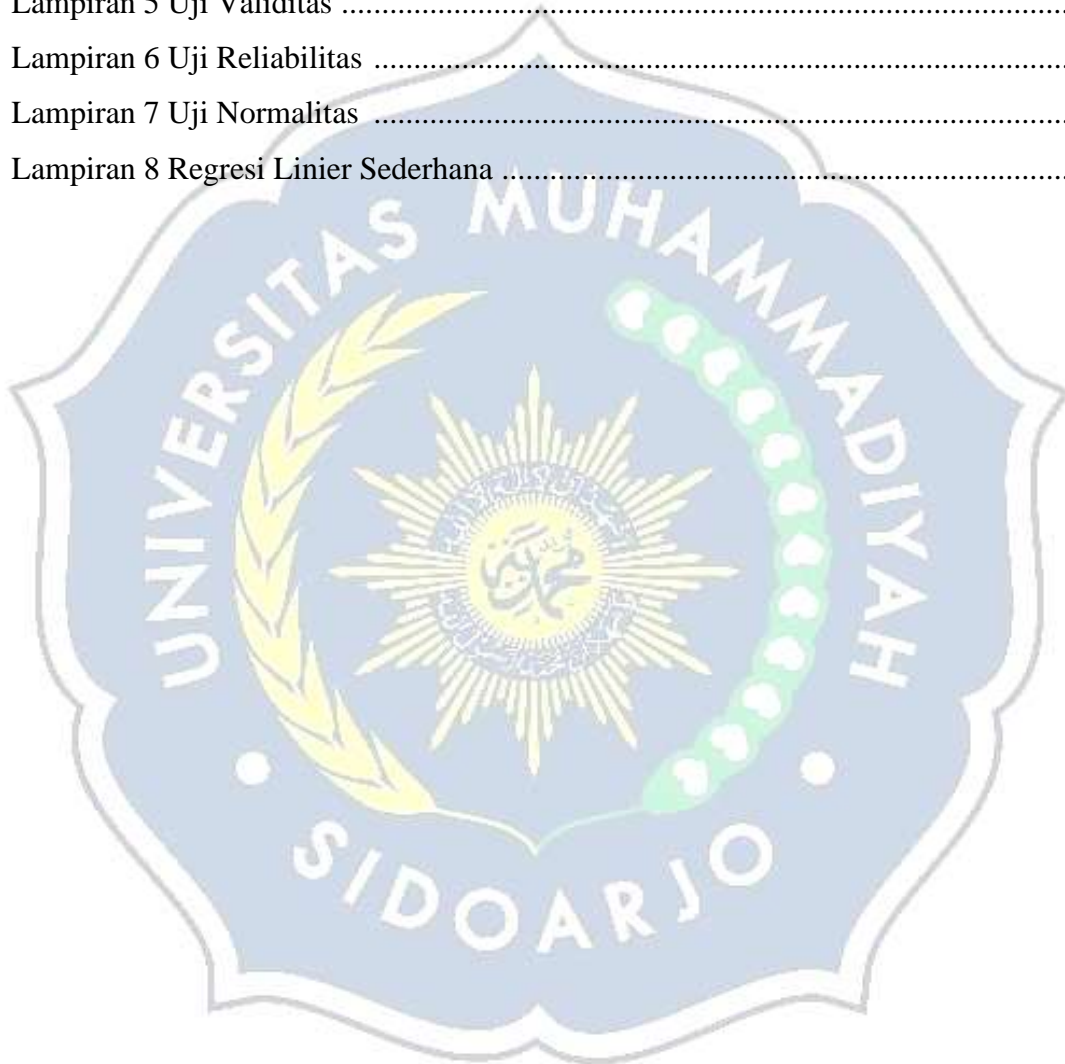 Lampiran 5 Uji Validitas ..........................................................................................
Lampiran 6 Uji Reliabilitas ......................................................................................
Lampiran 7 Uji Normalitas ......................................................................................
Lampiran 8 Regresi Linier Sederhana ......................................................................
UNIVERSITAS MUHAMMADIYAH
محمد
SIDOARJO